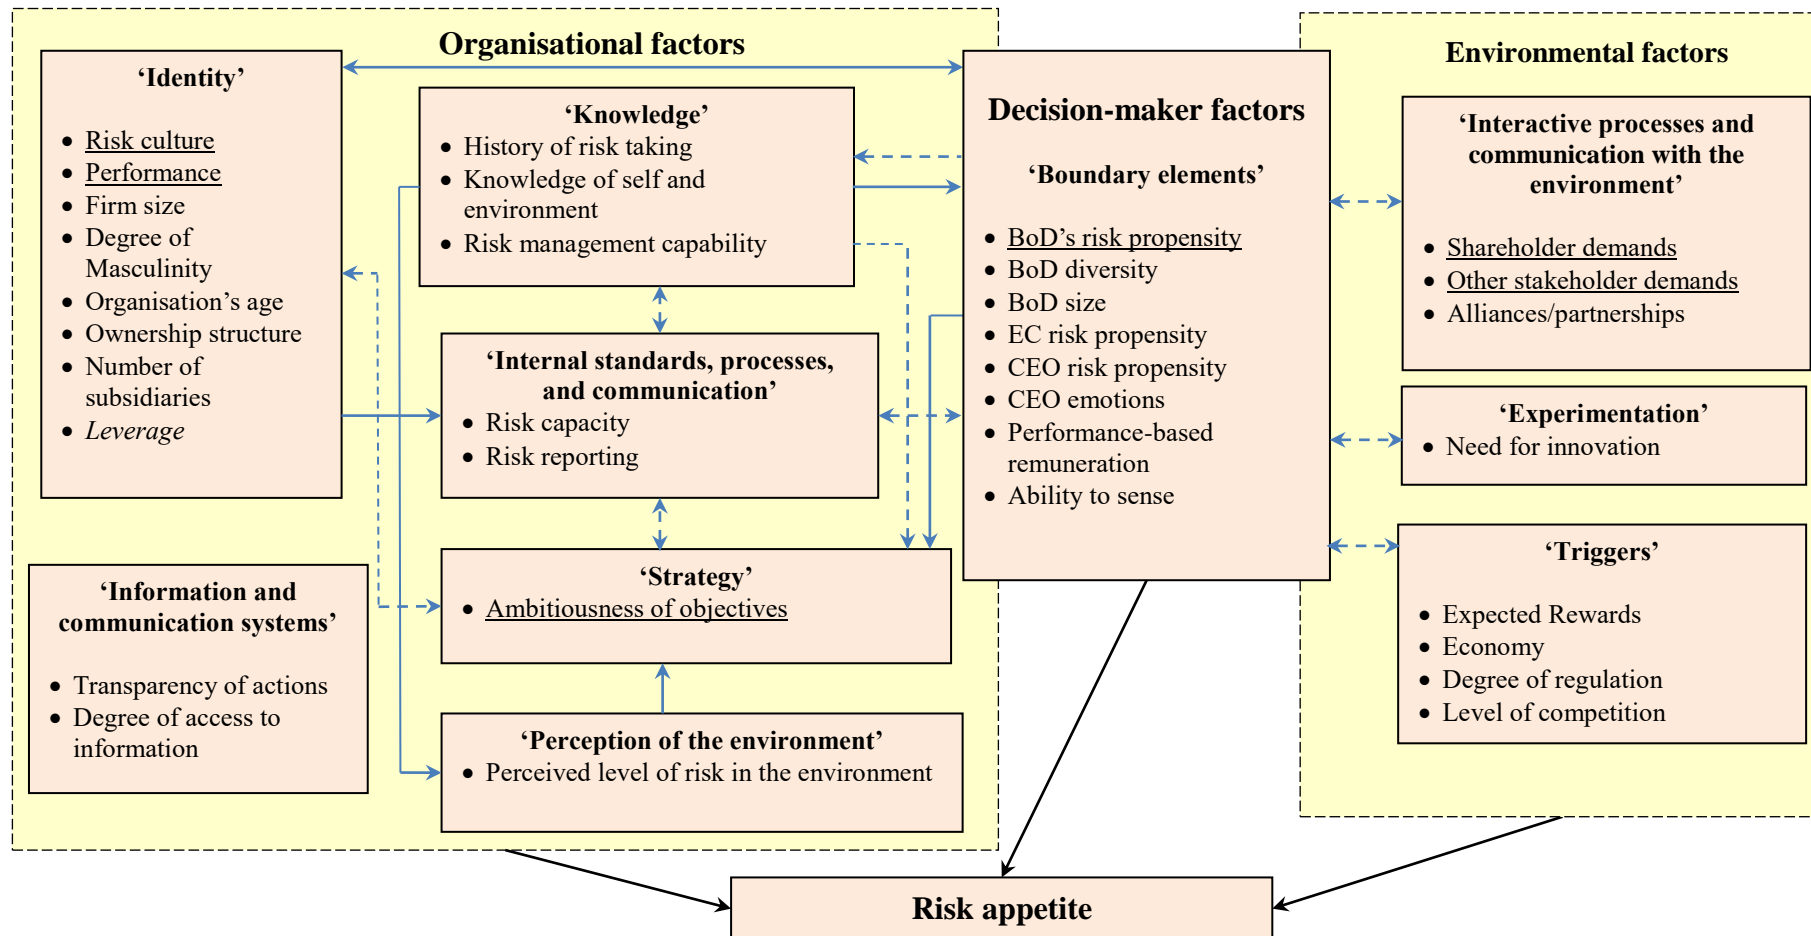 Organisational factors
‘Identity’
• Risk culture
• Performance
• Firm size
• Degree of
Masculinity
• Organisation’s age
• Ownership structure
• Number of
subsidiaries
• Leverage
‘Knowledge’
• History of risk taking
• Knowledge of self and
environment
• Risk management capability
‘Internal standards, processes,
and communication’
• Risk capacity
• Risk reporting
‘Strategy’
• Ambitiousness of objectives
‘Information and
communication systems’
• Transparency of actions
• Degree of access to
information
‘Perception of the environment’
• Perceived level of risk in the environment
Decision-maker factors
‘Boundary elements’
• BoD’s risk propensity
• BoD diversity
• BoD size
• EC risk propensity
• CEO risk propensity
• CEO emotions
• Performance-based
remuneration
• Ability to sense
Environmental factors
‘Interactive processes and
communication with the
environment’
• Shareholder demands
• Other stakeholder demands
• Alliances/partnerships
‘Experimentation’
• Need for innovation
‘Triggers’
• Expected Rewards
• Economy
• Degree of regulation
• Level of competition
Risk appetite